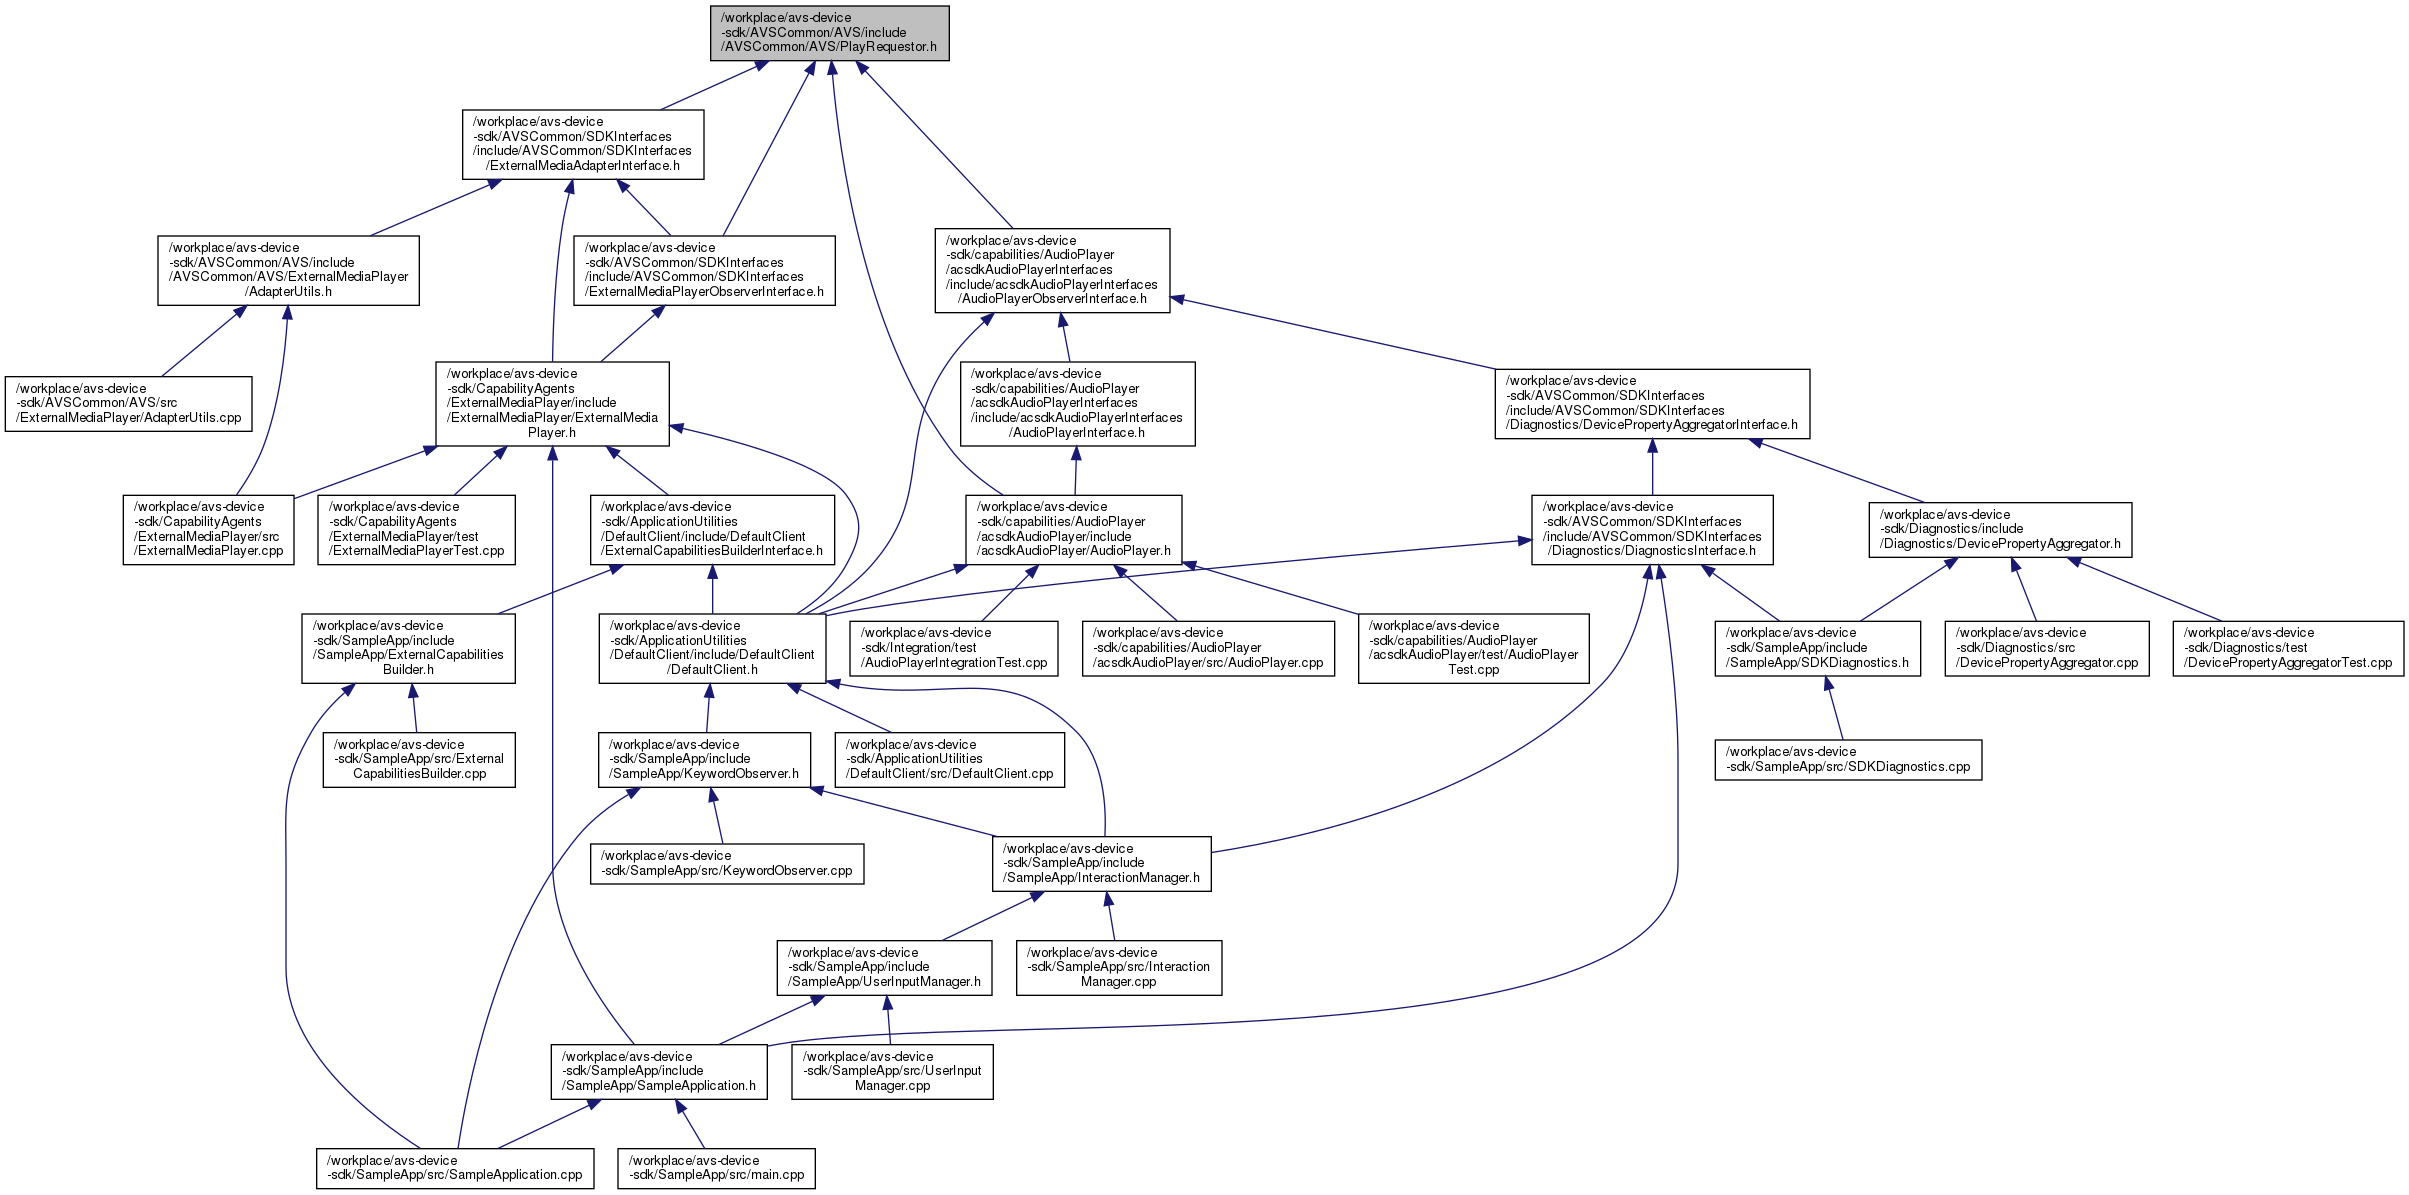 /workplace/avs-device
-sdk/AVSCommon/AVS/include
/AVSCommon/AVS/PlayRequestor.h
/workplace/avs-device
-sdk/AVSCommon/SDKInterfaces
/include/AVSCommon/SDKInterfaces
/ExternalMediaAdapterInterface.h
/workplace/avs-device
-sdk/AVSCommon/AVS/include
/AVSCommon/AVS/ExternalMediaPlayer
/AdapterUtils.h
/workplace/avs-device
-sdk/AVSCommon/SDKInterfaces
/include/AVSCommon/SDKInterfaces
/ExternalMediaPlayerObserverInterface.h
/workplace/avs-device
-sdk/capabilities/AudioPlayer
/acsdkAudioPlayerInterfaces
/include/acsdkAudioPlayerInterfaces
/AudioPlayerObserverInterface.h
/workplace/avs-device
-sdk/AVSCommon/AVS/src
/ExternalMediaPlayer/AdapterUtils.cpp
/workplace/avs-device
-sdk/CapabilityAgents
/ExternalMediaPlayer/include
/ExternalMediaPlayer/ExternalMedia
Player.h
/workplace/avs-device
-sdk/capabilities/AudioPlayer
/acsdkAudioPlayerInterfaces
/include/acsdkAudioPlayerInterfaces
/AudioPlayerInterface.h
/workplace/avs-device
-sdk/AVSCommon/SDKInterfaces
/include/AVSCommon/SDKInterfaces
/Diagnostics/DevicePropertyAggregatorInterface.h
/workplace/avs-device
-sdk/CapabilityAgents
/ExternalMediaPlayer/src
/ExternalMediaPlayer.cpp
/workplace/avs-device
-sdk/CapabilityAgents
/ExternalMediaPlayer/test
/ExternalMediaPlayerTest.cpp
/workplace/avs-device
-sdk/ApplicationUtilities
/DefaultClient/include/DefaultClient
/ExternalCapabilitiesBuilderInterface.h
/workplace/avs-device
-sdk/capabilities/AudioPlayer
/acsdkAudioPlayer/include
/acsdkAudioPlayer/AudioPlayer.h
/workplace/avs-device
-sdk/AVSCommon/SDKInterfaces
/include/AVSCommon/SDKInterfaces
/Diagnostics/DiagnosticsInterface.h
/workplace/avs-device
-sdk/Diagnostics/include
/Diagnostics/DevicePropertyAggregator.h
/workplace/avs-device
-sdk/SampleApp/include
/SampleApp/ExternalCapabilities
Builder.h
/workplace/avs-device
-sdk/ApplicationUtilities
/DefaultClient/include/DefaultClient
/DefaultClient.h
/workplace/avs-device
-sdk/Integration/test
/AudioPlayerIntegrationTest.cpp
/workplace/avs-device
-sdk/capabilities/AudioPlayer
/acsdkAudioPlayer/src/AudioPlayer.cpp
/workplace/avs-device
-sdk/capabilities/AudioPlayer
/acsdkAudioPlayer/test/AudioPlayer
Test.cpp
/workplace/avs-device
-sdk/SampleApp/include
/SampleApp/SDKDiagnostics.h
/workplace/avs-device
-sdk/Diagnostics/src
/DevicePropertyAggregator.cpp
/workplace/avs-device
-sdk/Diagnostics/test
/DevicePropertyAggregatorTest.cpp
/workplace/avs-device
-sdk/SampleApp/src/External
CapabilitiesBuilder.cpp
/workplace/avs-device
-sdk/SampleApp/include
/SampleApp/KeywordObserver.h
/workplace/avs-device
-sdk/ApplicationUtilities
/DefaultClient/src/DefaultClient.cpp
/workplace/avs-device
-sdk/SampleApp/src/SDKDiagnostics.cpp
/workplace/avs-device
-sdk/SampleApp/src/KeywordObserver.cpp
/workplace/avs-device
-sdk/SampleApp/include
/SampleApp/InteractionManager.h
/workplace/avs-device
-sdk/SampleApp/include
/SampleApp/UserInputManager.h
/workplace/avs-device
-sdk/SampleApp/src/Interaction
Manager.cpp
/workplace/avs-device
-sdk/SampleApp/include
/SampleApp/SampleApplication.h
/workplace/avs-device
-sdk/SampleApp/src/UserInput
Manager.cpp
/workplace/avs-device
-sdk/SampleApp/src/SampleApplication.cpp
/workplace/avs-device
-sdk/SampleApp/src/main.cpp